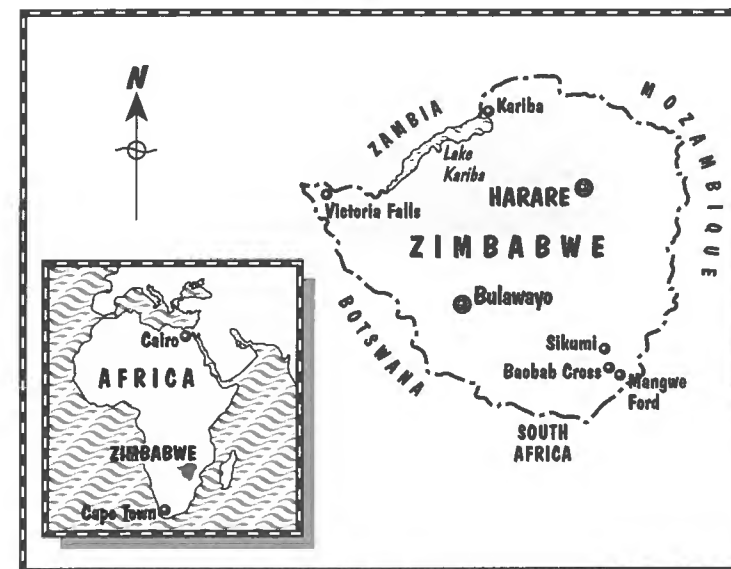 N
ZAMBIA
Kariba
MOZAMBIQUE
Lake
Kariba
Victoria Falls
HARARE
ZIMBABWE
Bulawayo
BOTSWANA
Sikumi
Baobab Cross
Mangwe
Ford
SOUTH
AFRICA
Cairo
AFRICA
ZIMBABWE
Cape Town